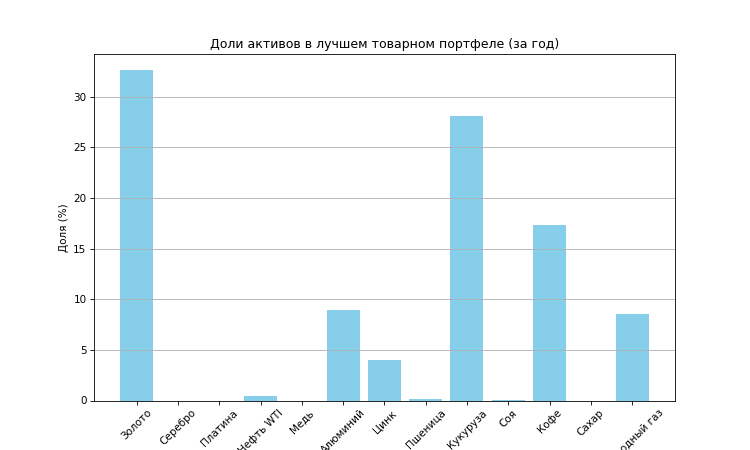 Доли активов в лучшем товарном портфеле (за год)
Доля (%)
30
25
20
15
10
5
0
Золото
Серебро
Платина
Нефть WTI
Медь
Алюминий
Цинк
Пшеница
Кукуруза
Соя
Кофе
Сахар
газ